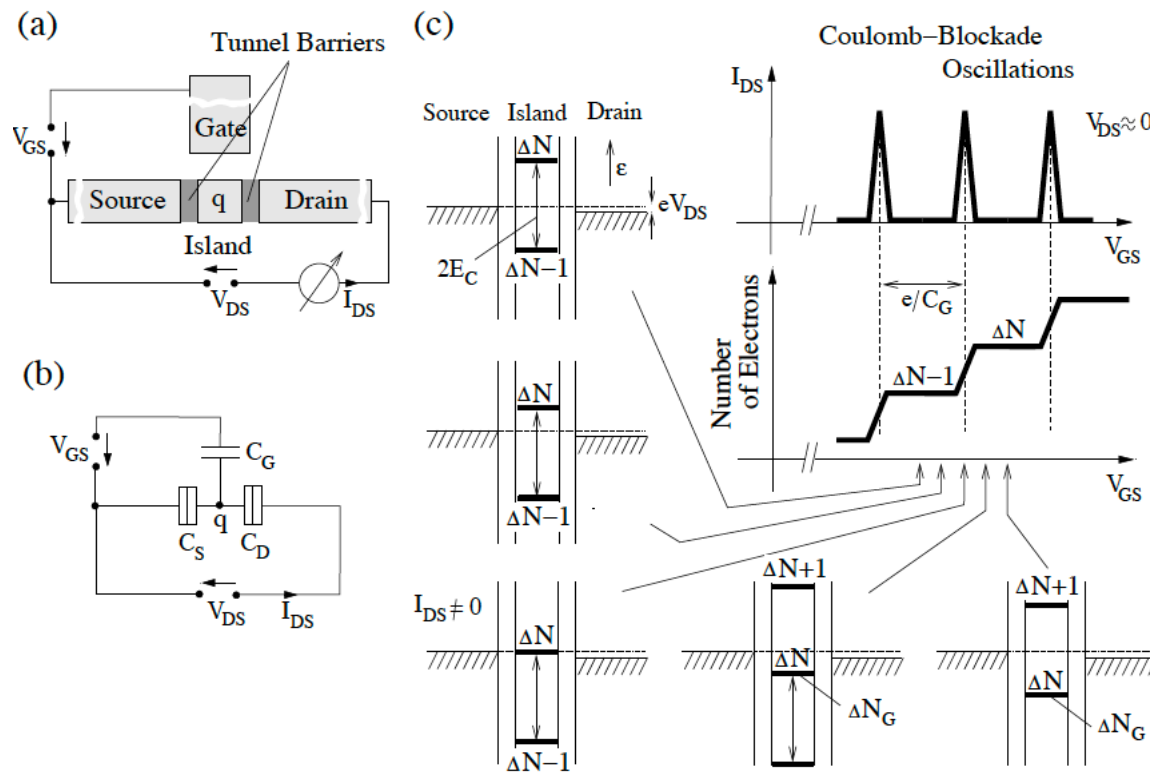 (a)
Tunnel Barriers
Gate
V_GS
Source
q
Drain
Island
V_DS
I_DS
(b)
V_GS
C_G
q
C_S
C_D
V_DS
I_DS
(c)
Source Island Drain
ΔN
ε
eV_DS
2E_C
ΔN−1
ΔN
ΔN−1
I_DS ≠ 0
ΔN
ΔN−1
ΔN+1
ΔN
ΔN_G
ΔN+1
ΔN
ΔN_G
Coulomb−Blockade
Oscillations
I_DS
V_DS ≈ 0
V_GS
e/C_G
Number
of Electrons
ΔN−1
ΔN
V_GS